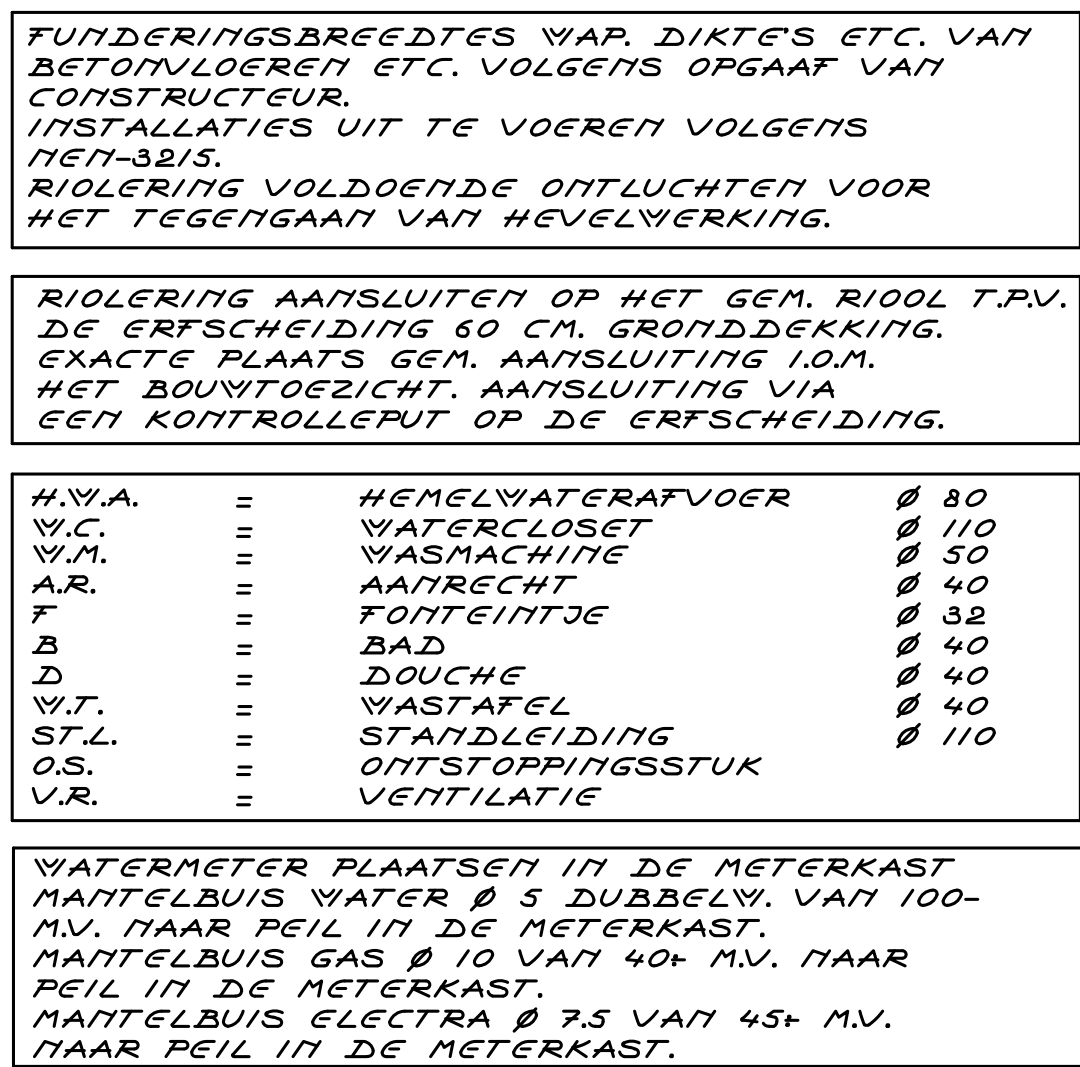 FUNDERINGSBREEDTES WAP. DIKTE'S ETC. VAN
BETONVLOEREN ETC. VOLGENS OPGAAF VAN
CONSTRUCTEUR.
INSTALLATIES UIT TE VOEREN VOLGENS
NEN-3215.
RIOLERING VOLDOENDE ONTLUCHTEN VOOR
HET TEGENGAAN VAN HEVELWERKING.
RIOLERING AANSLUITEN OP HET GEM. RIOOL T.P.V.
DE ERFSCHEIDING 60 CM. GRONDDEKKING.
EXACTE PLAATS GEM. AANSLUITING I.O.M.
HET BOUWTOEZICHT. AANSLUITING VIA
EEN KONTROLLEPUT OP DE ERFSCHEIDING.
H.W.A. = HEMELWATERAFVOER Ø 80
W.C. = WATERCLOSET Ø 110
W.M. = WASMACHINE Ø 50
A.R. = AANRECHT Ø 40
F = FONTEINTJE Ø 32
B = BAD Ø 40
D = DOUCHE Ø 40
W.T. = WASTAFEL Ø 40
ST.L. = STANDLEIDING Ø 110
O.S. = ONTSTOPPINGSSTUK
V.R. = VENTILATIE
WATERMETER PLAATSEN IN DE METERKAST
MANTELBUIS WATER Ø 5 DUBBELW. VAN 100-
M.V. NAAR PEIL IN DE METERKAST.
MANTELBUIS GAS Ø 10 VAN 40÷ M.V. NAAR
PEIL IN DE METERKAST.
MANTELBUIS ELECTRA Ø 7.5 VAN 45÷ M.V.
NAAR PEIL IN DE METERKAST.